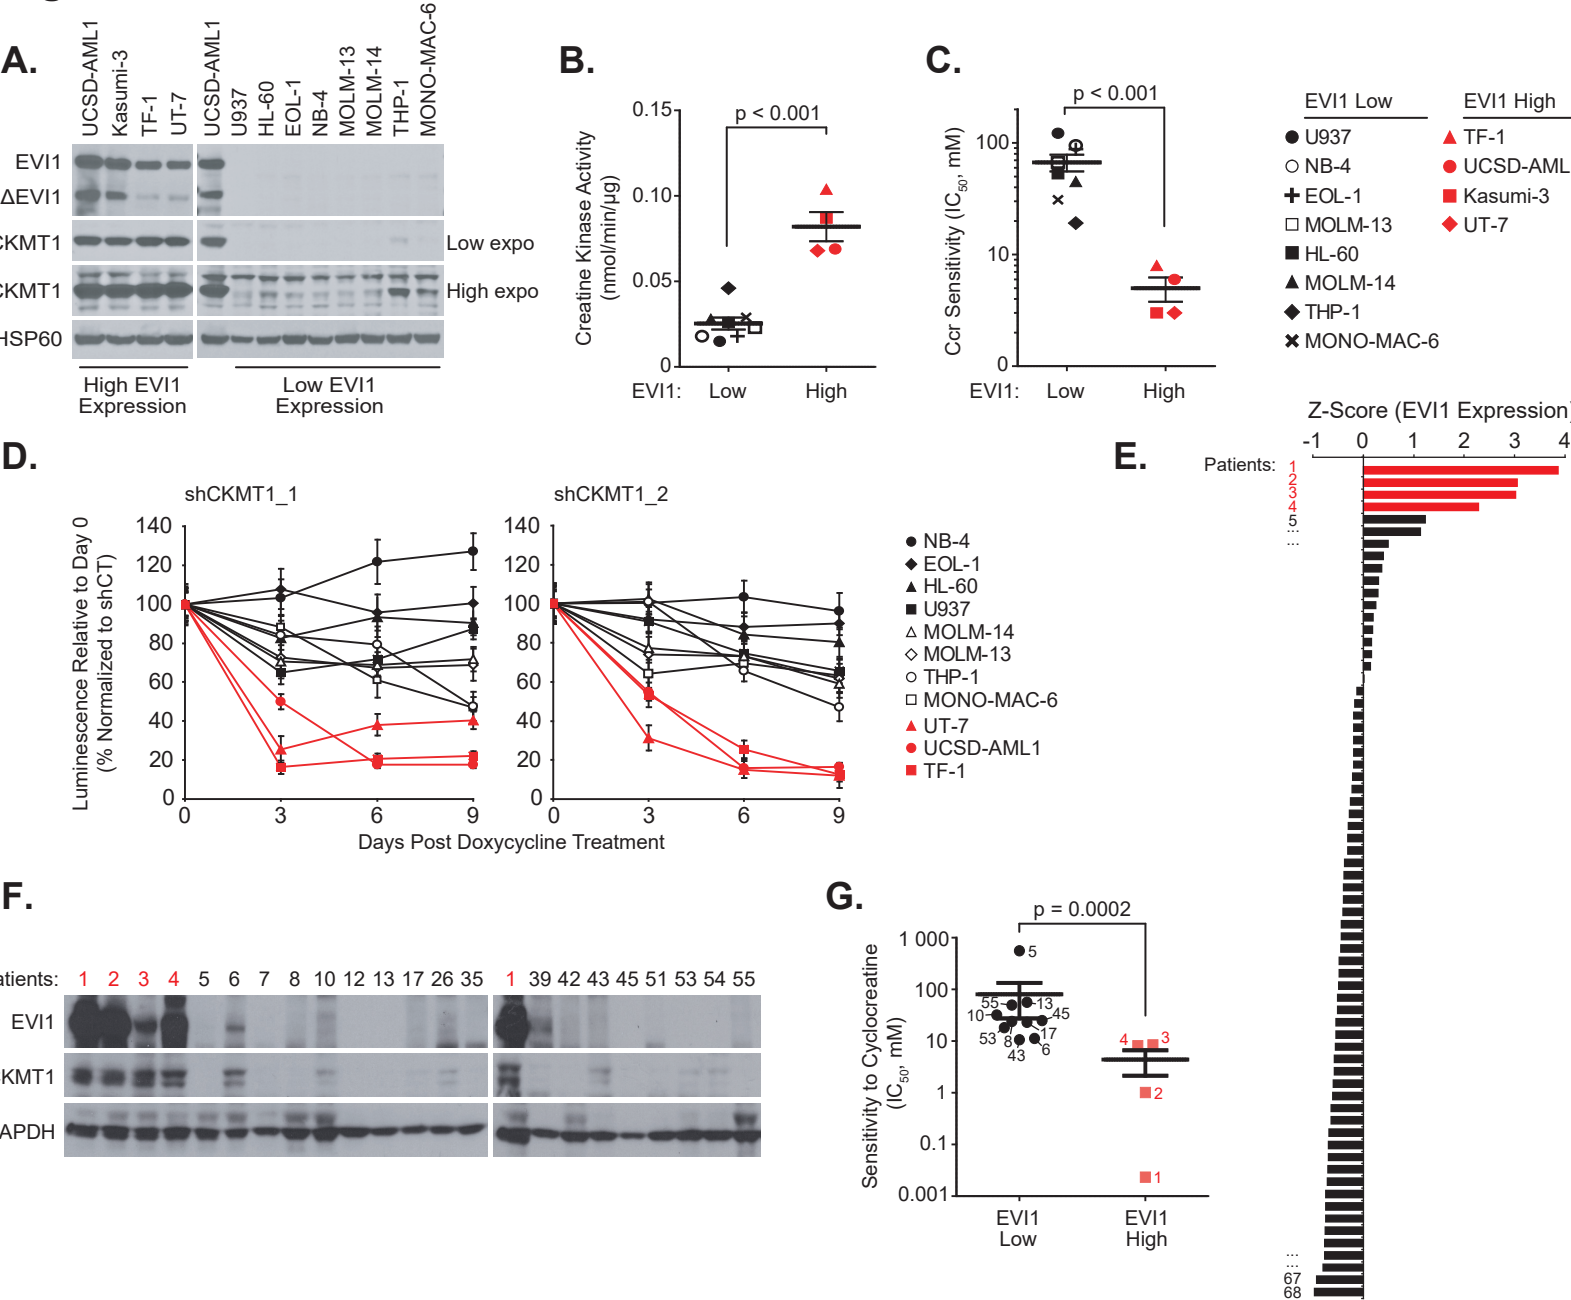 A.
UCSD-AML1
Kasumi-3
TF-1
UT-7
UCSD-AML1
U937
HL-60
EOL-1
NB-4
MOLM-13
MOLM-14
THP-1
MONO-MAC-6
EVI1
ΔEVI1
CKMT1
Low expo
CKMT1
High expo
HSP60
High EVI1
Expression
Low EVI1
Expression
B.
Creatine Kinase Activity
(nmol/min/µg)
0.15
0.10
0.05
0
p < 0.001
EVI1:
Low
High
C.
Ccr Sensitivity (IC50, mM)
100
10
0
p < 0.001
EVI1:
Low
High
EVI1 Low
U937
NB-4
EOL-1
MOLM-13
HL-60
MOLM-14
THP-1
MONO-MAC-6
EVI1 High
TF-1
UCSD-AML
Kasumi-3
UT-7
D.
shCKMT1_1
shCKMT1_2
Luminescence Relative to Day 0
(% Normalized to shCT)
140
120
100
80
60
40
20
0
0 3 6 9
140
120
100
80
60
40
20
0
0 3 6 9
Days Post Doxycycline Treatment
NB-4
EOL-1
HL-60
U937
MOLM-14
MOLM-13
THP-1
MONO-MAC-6
UT-7
UCSD-AML1
TF-1
E.
Z-Score (EVI1 Expression)
-1 0 1 2 3 4
Patients:
1
2
3
4
5
...
...
...
...
67
68
F.
atients: 1 2 3 4 5 6 7 8 10 12 13 17 26 35 1 39 42 43 45 51 53 54 55
EVI1
CKMT1
APDH
G.
Sensitivity to Cyclocreatine
(IC50, mM)
1 000
100
10
1
0.1
0.001
p = 0.0002
5
55
13
10
45
53
8
17
43
6
4
3
2
1
EVI1
Low
EVI1
High